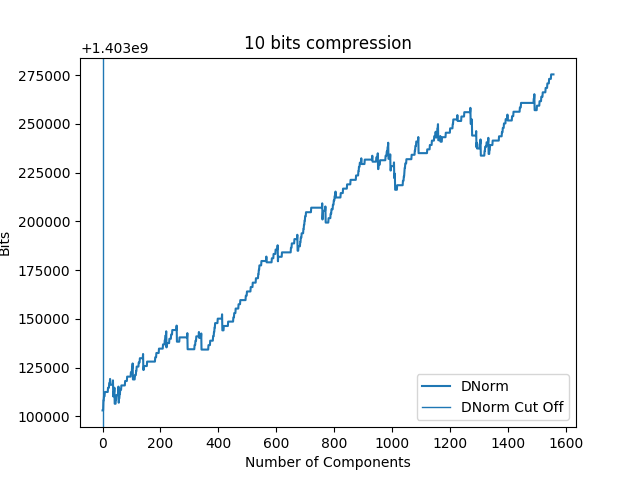 10 bits compression
+1.403e9
275000
250000
225000
200000
175000
150000
125000
100000
Bits
0 200 400 600 800 1000 1200 1400 1600
Number of Components
DNorm
DNorm Cut Off